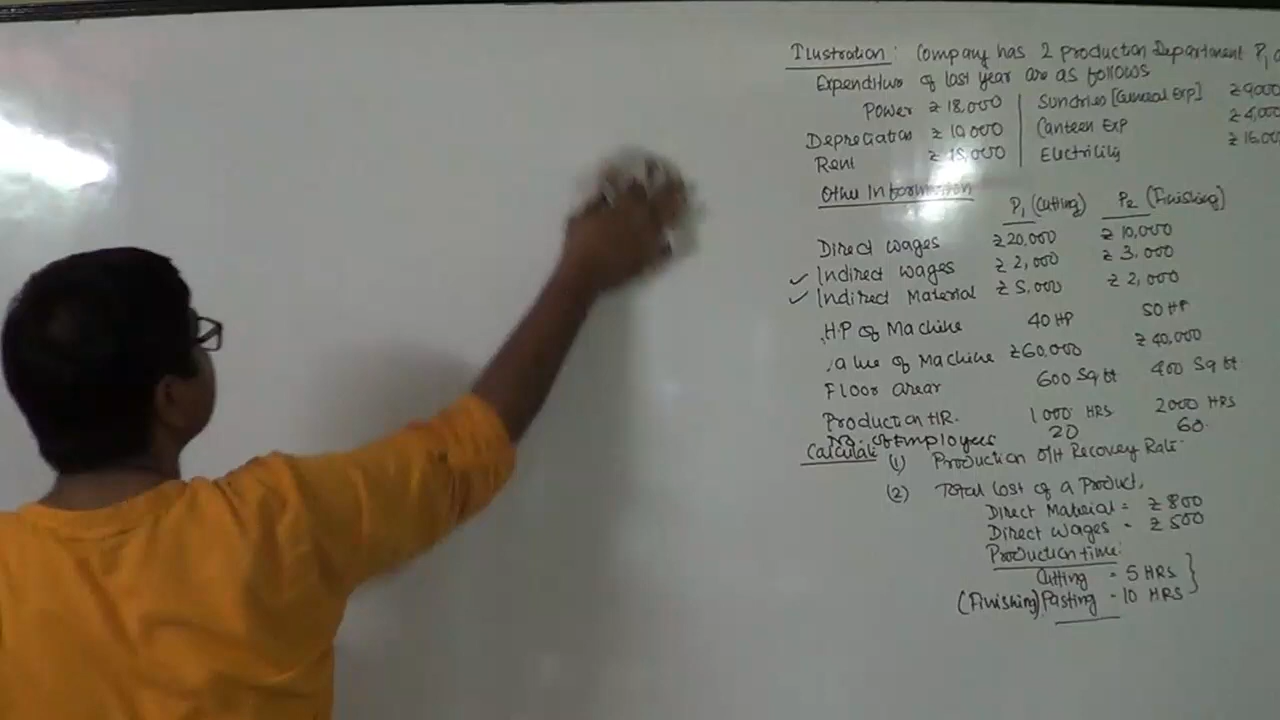 Illustration: Company has 2 Production Department P1
Expenditure of last year are as follows
Power ₹ 18,000 | Sundries [General Exp] ₹ 9000
Depreciation ₹ 10,000 | Canteen Exp ₹ 4,000
Rent ₹ 15,000 | Electricity
Other Information
P1 (Cutting) P2 (Finishing)
Direct wages ₹ 20,000 ₹ 10,000
✓ Indirect wages ₹ 2,000 ₹ 3,000
✓ Indirect Material ₹ 5,000 ₹ 2,000
H.P of Machine 40 HP 50 HP
value of Machine ₹ 60,000 ₹ 40,000
Floor arear 600 Sq ft 400 Sq ft
Production HR. 1000 HRS 2000 HRS
No. of Employees 20 60
Calculate (1) Production O/H Recovery Rate
(2) Total Cost of a Product,
Direct Material = ₹ 800
Direct Wages = ₹ 500
Production time:
Cutting = 5 HRS
(Finishing) Pasting - 10 HRS